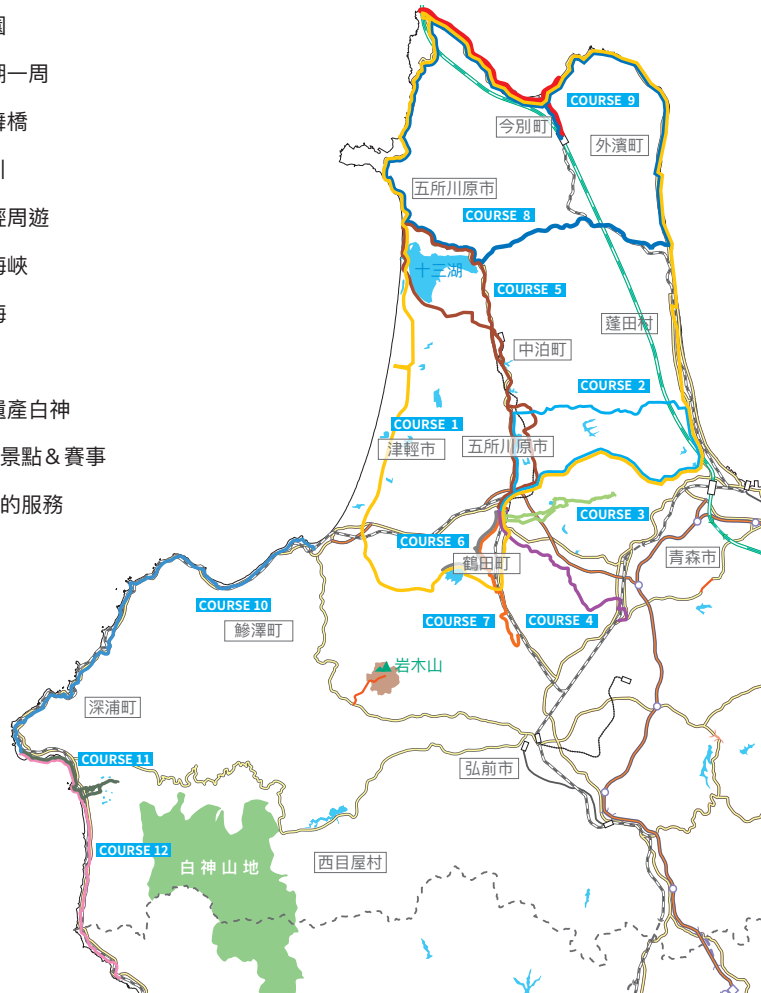 園
湖一周
舞橋
川
輕周遊
海峽
海
遺產白神
景點＆賽事
的服務
COURSE 9
今別町
外濱町
五所川原市
COURSE 8
十三湖
COURSE 5
蓬田村
中泊町
COURSE 2
COURSE 1
津輕市
五所川原市
COURSE 3
COURSE 6
鶴田町
青森市
COURSE 10
COURSE 7
COURSE 4
鰺澤町
岩木山
深浦町
COURSE 11
弘前市
COURSE 12
白神山地
西目屋村